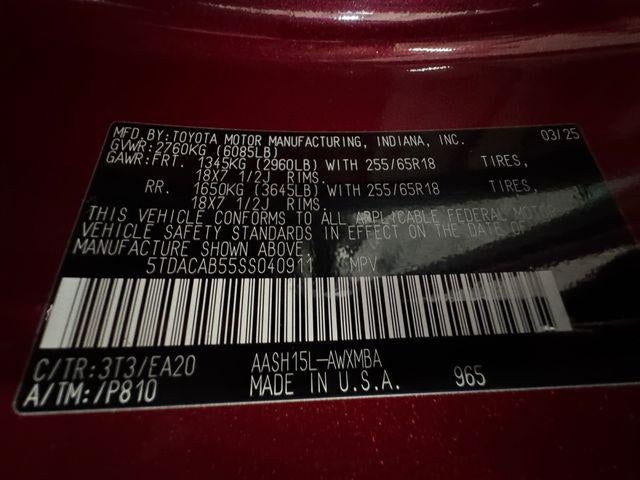 MFD.BY:TOYOTA MOTOR MANUFACTURING, INDIANA, INC. 03/25
GVWR:2760KG (6085LB)
GAWR:FRT. 1345KG (2960LB) WITH 255/65R18 TIRES,
18X7 1/2J RIMS.
RR. 1650KG (3645LB) WITH 255/65R18 TIRES,
18X7 1/2J RIMS.
THIS VEHICLE CONFORMS TO ALL APPLICABLE FEDERAL MOTOR
VEHICLE SAFETY STANDARDS IN EFFECT ON THE DATE OF
MANUFACTURE SHOWN ABOVE.
5TDACAB55SS040911 MPV
C/TR:3T3/EA20 AASH15L-AWXMBA
A/TM:/P810 MADE IN U.S.A. 965